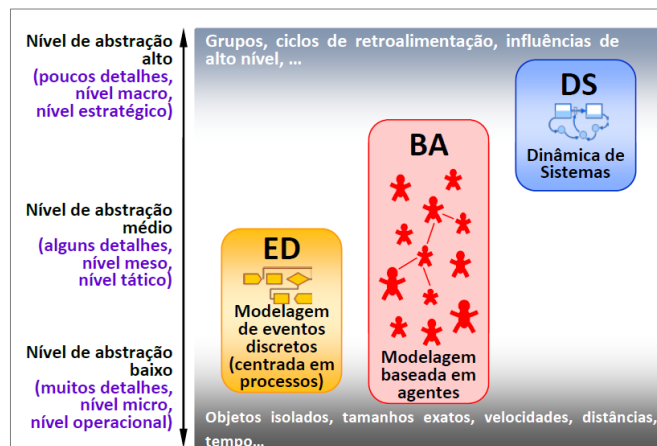 Nível de abstração
alto
(poucos detalhes,
nível macro,
nível estratégico)
Grupos, ciclos de retroalimentação, influências de
alto nível, ...
DS
Dinâmica de
Sistemas
BA
Modelagem
baseada em
agentes
Nível de abstração
médio
(alguns detalhes,
nível meso,
nível tático)
ED
Modelagem
de eventos
discretos
(centrada em
processos)
Nível de abstração
baixo
(muitos detalhes,
nível micro,
nível operacional)
Objetos isolados, tamanhos exatos, velocidades, distâncias,
tempo...